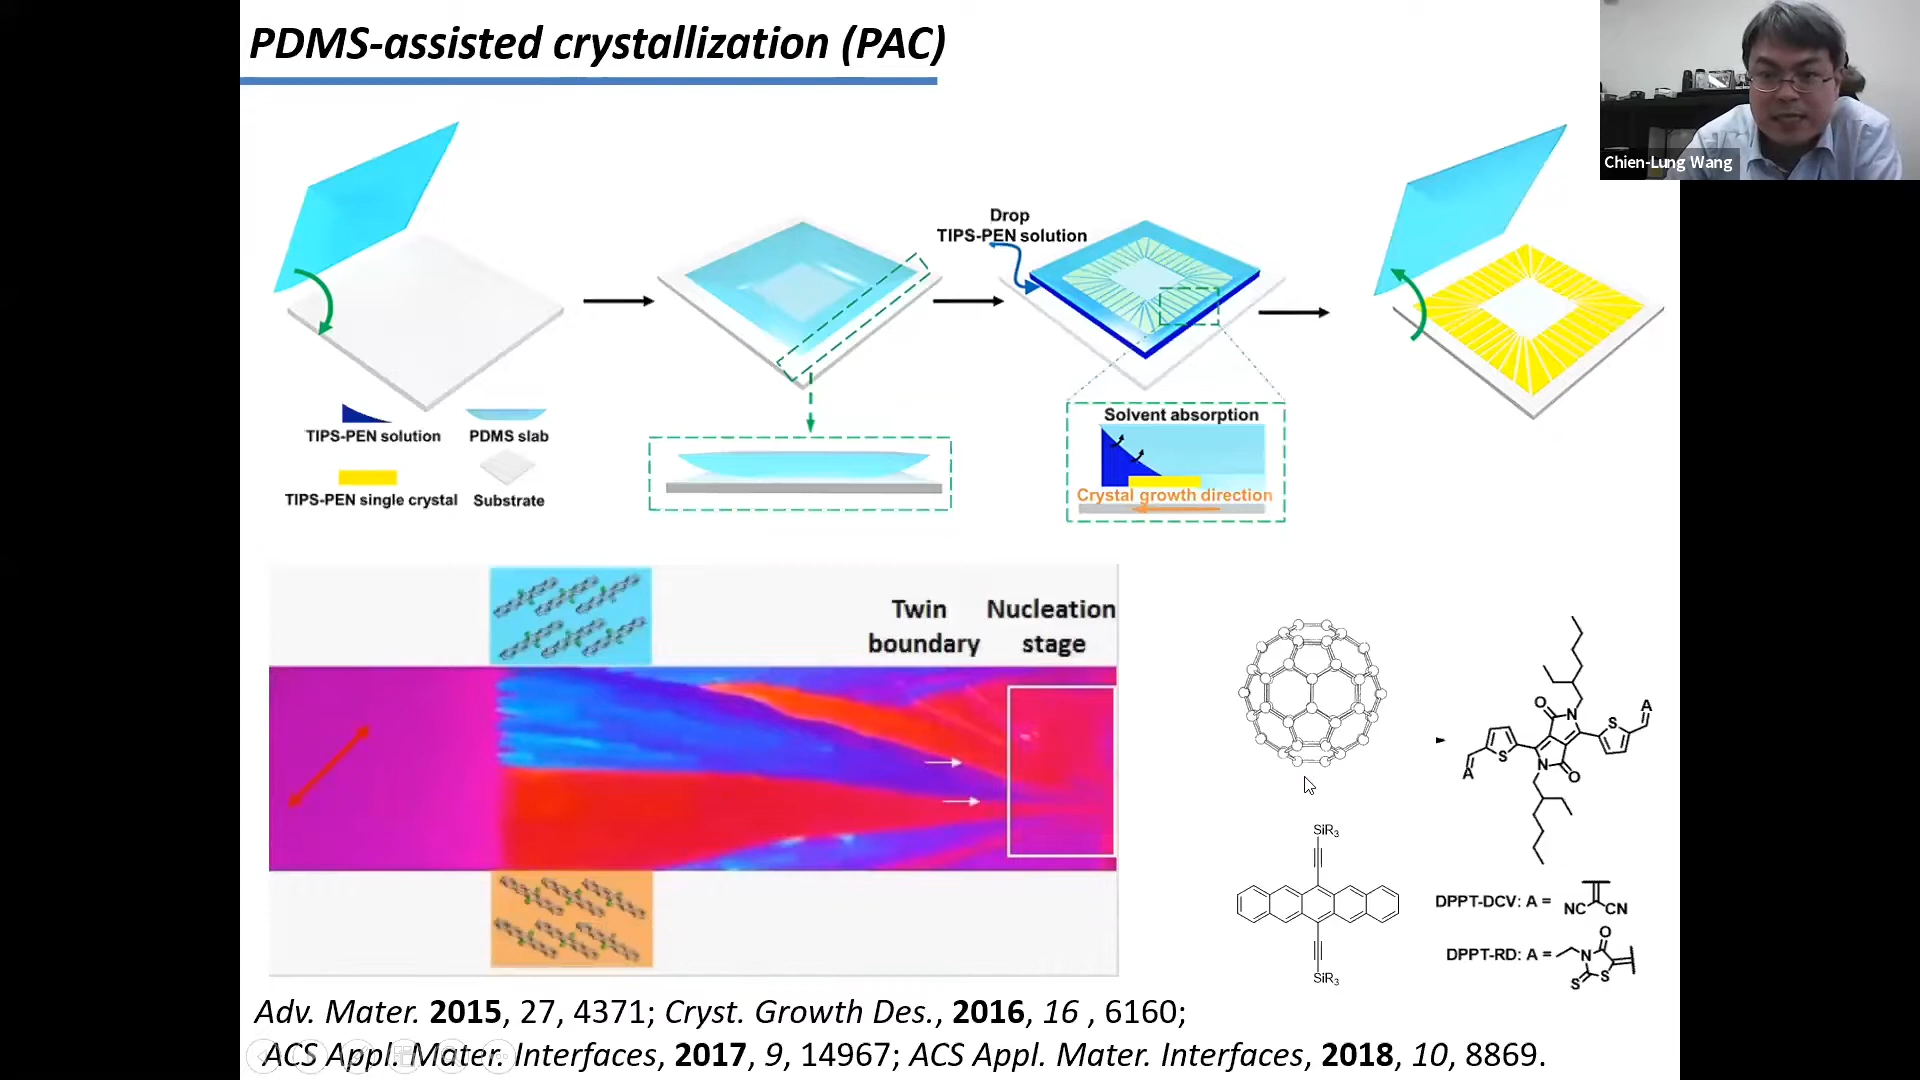 PDMS-assisted crystallization (PAC)
Chien-Lung Wang
Drop
TIPS-PEN solution
TIPS-PEN solution
PDMS slab
TIPS-PEN single crystal
Substrate
Solvent absorption
Crystal growth direction
Twin
boundary
Nucleation
stage
A
O
N
S
S
N
O
A
SiR3
SiR3
DPPT-DCV: A =
NC CN
DPPT-RD: A =
O
N
S
S
Adv. Mater. 2015, 27, 4371; Cryst. Growth Des., 2016, 16 , 6160;
ACS Appl. Mater. Interfaces, 2017, 9, 14967; ACS Appl. Mater. Interfaces, 2018, 10, 8869.